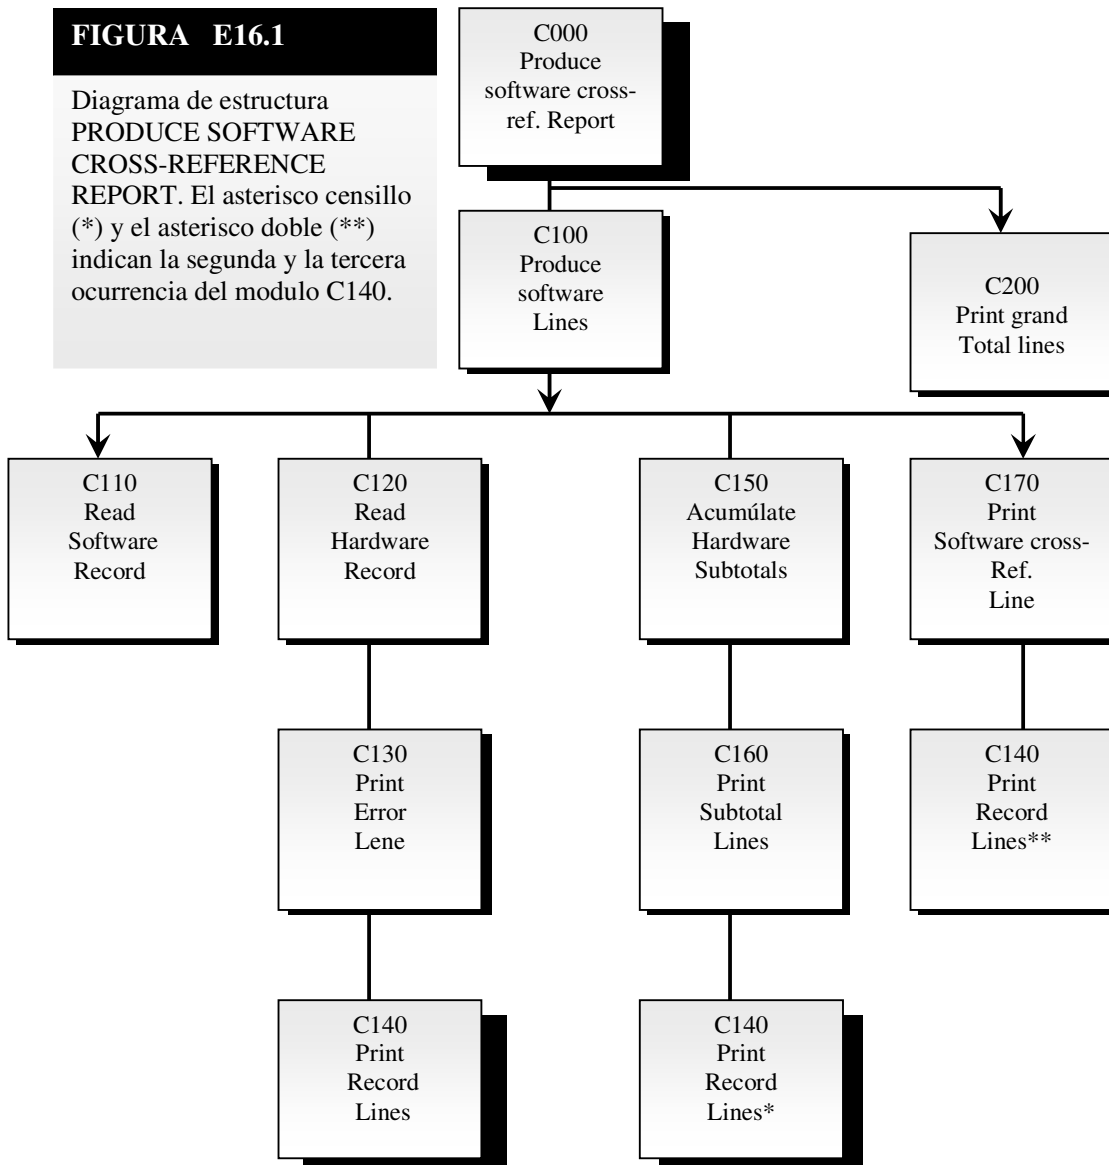 FIGURA E16.1
Diagrama de estructura
PRODUCE SOFTWARE
CROSS-REFERENCE
REPORT. El asterisco censillo
(*) y el asterisco doble (**)
indican la segunda y la tercera
ocurrencia del modulo C140.
C000
Produce
software cross-
ref. Report
C100
Produce
software
Lines
C200
Print grand
Total lines
C110
Read
Software
Record
C120
Read
Hardware
Record
C150
Acumúlate
Hardware
Subtotals
C170
Print
Software cross-
Ref.
Line
C130
Print
Error
Lene
C160
Print
Subtotal
Lines
C140
Print
Record
Lines**
C140
Print
Record
Lines
C140
Print
Record
Lines*